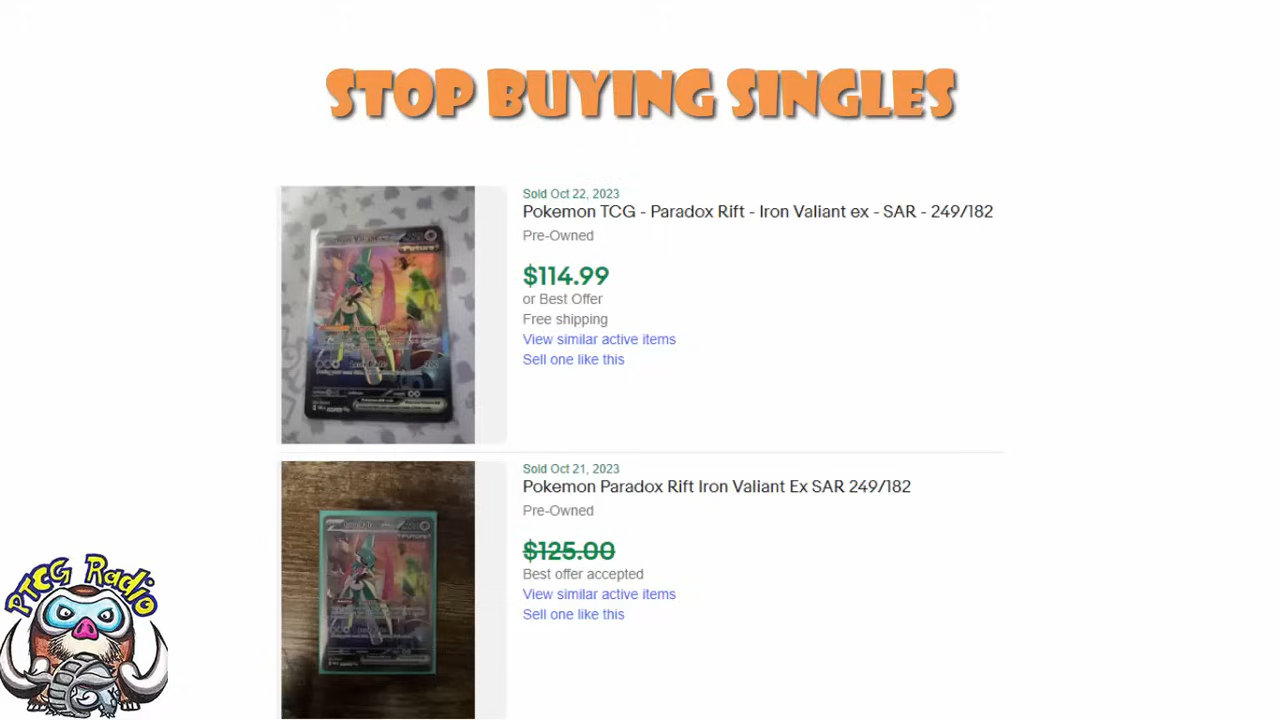 STOP BUYING SINGLES
Sold Oct 22, 2023
Pokemon TCG - Paradox Rift - Iron Valiant ex - SAR - 249/182
Pre-Owned
$114.99
or Best Offer
Free shipping
View similar active items
Sell one like this
Sold Oct 21, 2023
Pokemon Paradox Rift Iron Valiant Ex SAR 249/182
Pre-Owned
$125.00
Best offer accepted
View similar active items
Sell one like this
PTCG Radio